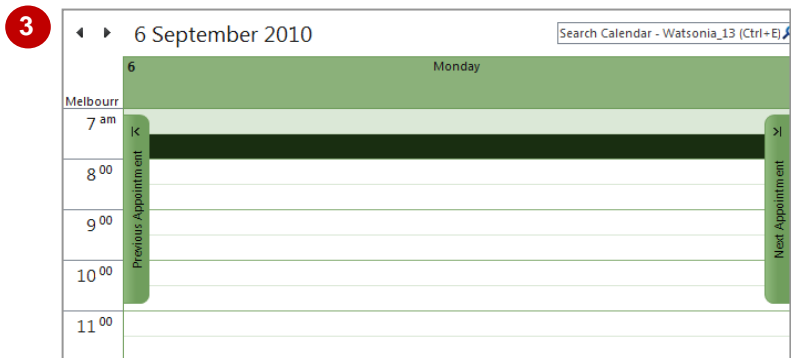 3
6 September 2010
Search Calendar - Watsonia_13 (Ctrl+E)
6 Monday
Melbourr
7 am
8 00
9 00
10 00
11 00
Previous Appointment
Next Appointment